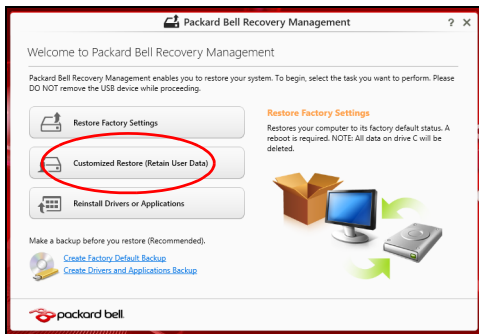 Packard Bell Recovery Management
? X
Welcome to Packard Bell Recovery Management
Packard Bell Recovery Management enables you to restore your system. To begin, select the task you want to perform. Please
DO NOT remove the USB device while proceeding.
Restore Factory Settings
Customized Restore (Retain User Data)
Reinstall Drivers or Applications
Restore Factory Settings
Restores your computer to its factory default status. A
reboot is required. NOTE: All data on drive C will be
deleted.
Make a backup before you restore (Recommended).
Create Factory Default Backup
Create Drivers and Applications Backup
packard bell